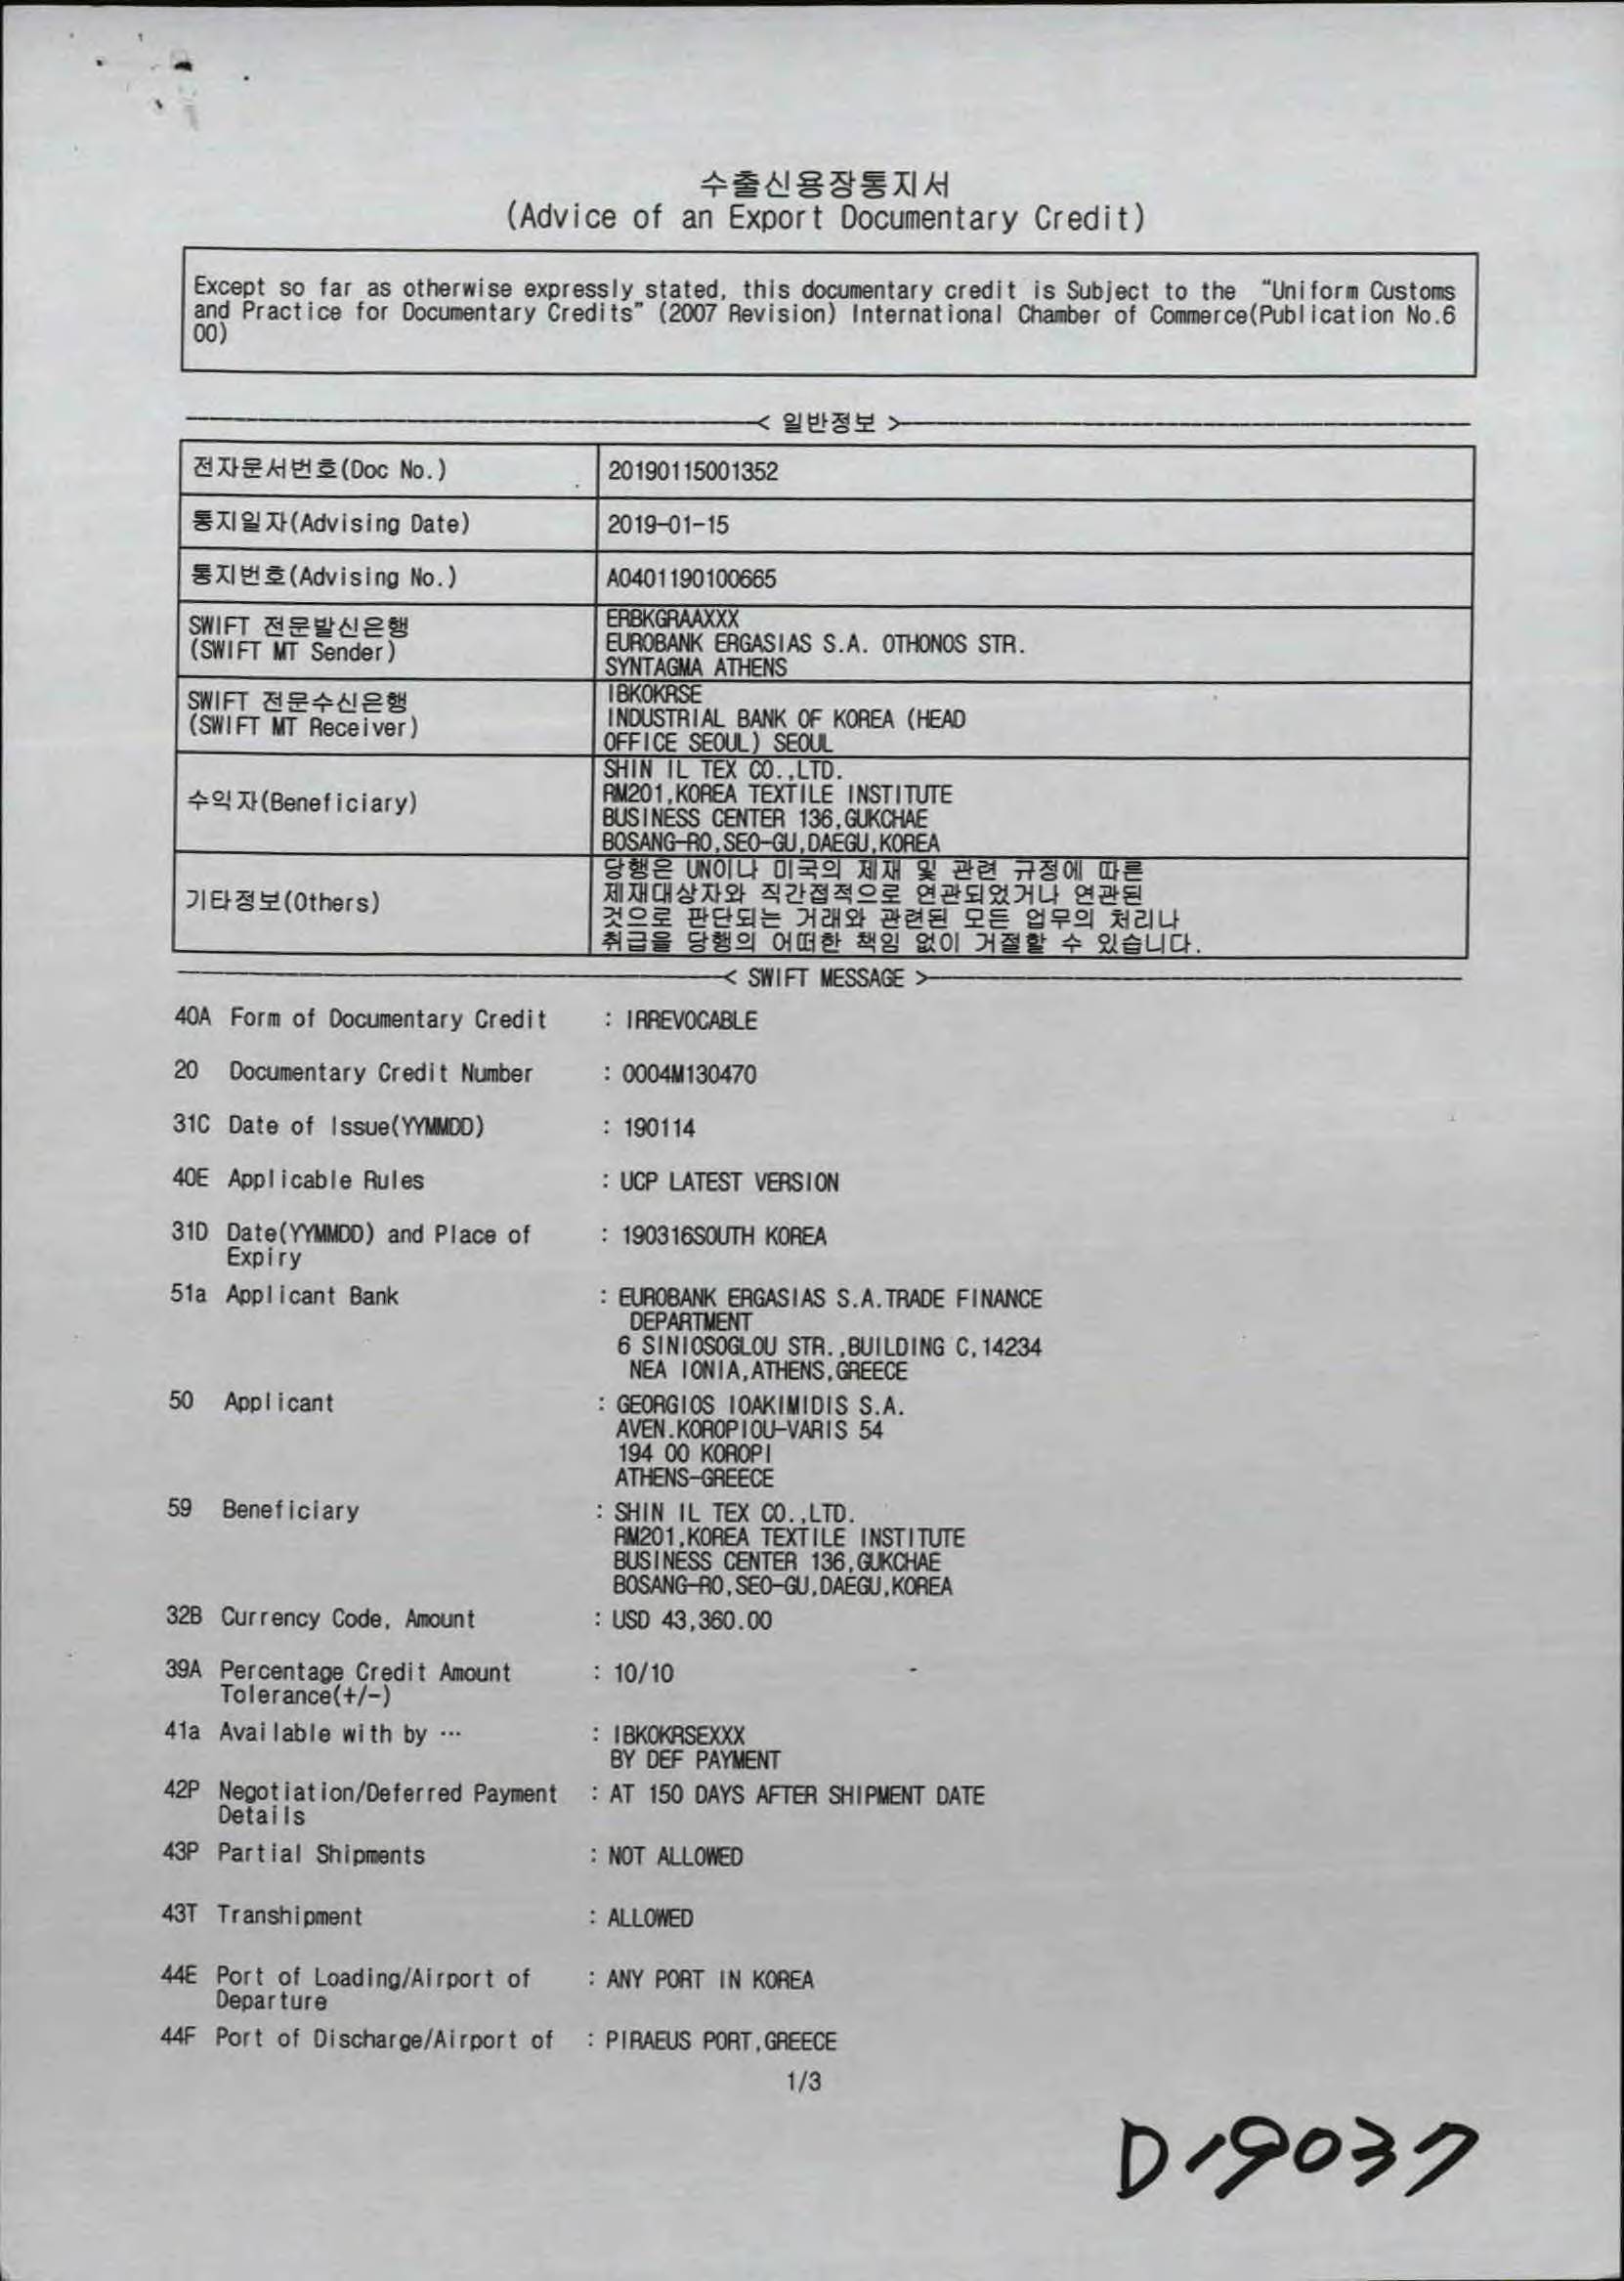 수출신용장통지서
(Advice of an Export Documentary Credit)
Except so far as otherwise expressly stated, this documentary credit is Subject to the "Uniform Customs
and Practice for Documentary Credits" (2007 Revision) International Chamber of Commerce(Publication No.6
00)
< 일반정보 >
전자문서번호(Doc No.) 20190115001352
통지일자(Advising Date) 2019-01-15
통지번호(Advising No.) A0401190100665
SWIFT 전문발신은행
(SWIFT MT Sender)
ERBKGRAAXXX
EUROBANK ERGASIAS S.A. OTHONOS STR.
SYNTAGMA ATHENS
SWIFT 전문수신은행
(SWIFT MT Receiver)
IBKOKRSE
INDUSTRIAL BANK OF KOREA (HEAD
OFFICE SEOUL) SEOUL
수익자(Beneficiary)
SHIN IL TEX CO.,LTD.
RM201,KOREA TEXTILE INSTITUTE
BUSINESS CENTER 136,GUKCHAE
BOSANG-RO,SEO-GU,DAEGU,KOREA
기타정보(Others)
당행은 UN이나 미국의 제재 및 관련 규정에 따른
제재대상자와 직간접적으로 연관되었거나 연관된
것으로 판단되는 거래와 관련된 모든 업무의 처리나
취급을 당행의 어떠한 책임 없이 거절할 수 있습니다.
< SWIFT MESSAGE >
40A Form of Documentary Credit : IRREVOCABLE
20 Documentary Credit Number : 0004M130470
31C Date of Issue(YYMMDD) : 190114
40E Applicable Rules : UCP LATEST VERSION
31D Date(YYMMDD) and Place of : 190316SOUTH KOREA
Expiry
51a Applicant Bank : EUROBANK ERGASIAS S.A.TRADE FINANCE
DEPARTMENT
6 SINIOSOGLOU STR.,BUILDING C,14234
NEA IONIA,ATHENS,GREECE
50 Applicant : GEORGIOS IOAKIMIDIS S.A.
AVEN.KOROPIOU-VARIS 54
194 00 KOROPI
ATHENS-GREECE
59 Beneficiary : SHIN IL TEX CO.,LTD.
RM201,KOREA TEXTILE INSTITUTE
BUSINESS CENTER 136,GUKCHAE
BOSANG-RO,SEO-GU,DAEGU,KOREA
32B Currency Code, Amount : USD 43,360.00
39A Percentage Credit Amount : 10/10
Tolerance(+/-)
41a Available with by ··· : IBKOKRSEXXX
BY DEF PAYMENT
42P Negotiation/Deferred Payment : AT 150 DAYS AFTER SHIPMENT DATE
Details
43P Partial Shipments : NOT ALLOWED
43T Transhipment : ALLOWED
44E Port of Loading/Airport of : ANY PORT IN KOREA
Departure
44F Port of Discharge/Airport of : PIRAEUS PORT,GREECE
1/3
D19037